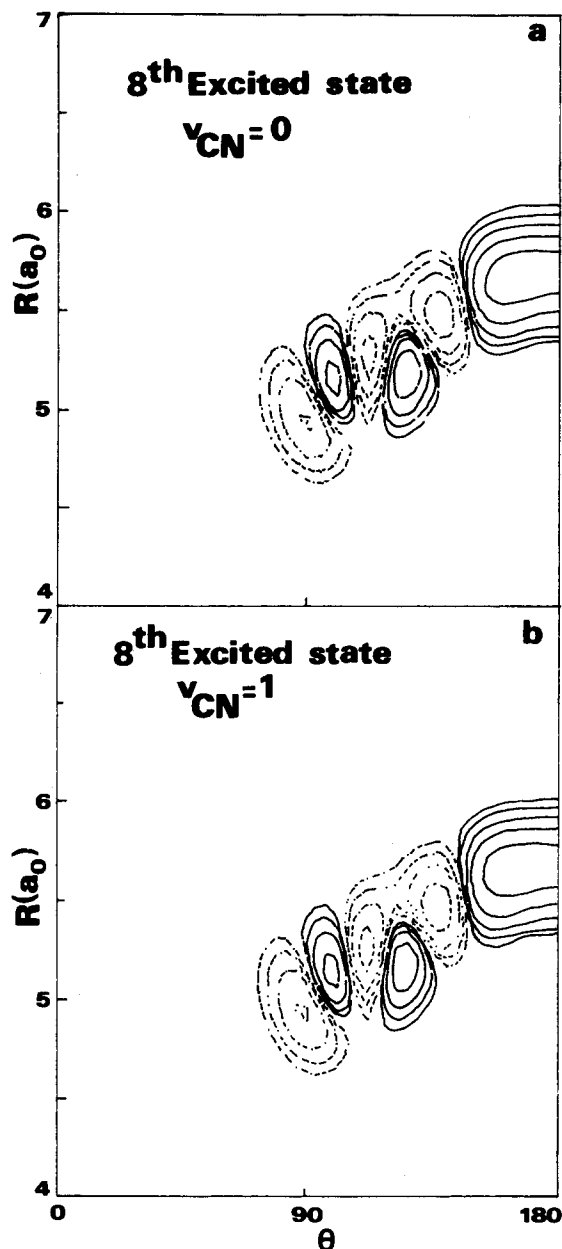 7
a
8th Excited state
vCN=0
6
R(a0)
5
4
7
b
8th Excited state
vCN=1
6
R(a0)
5
4
0
90
180
θ